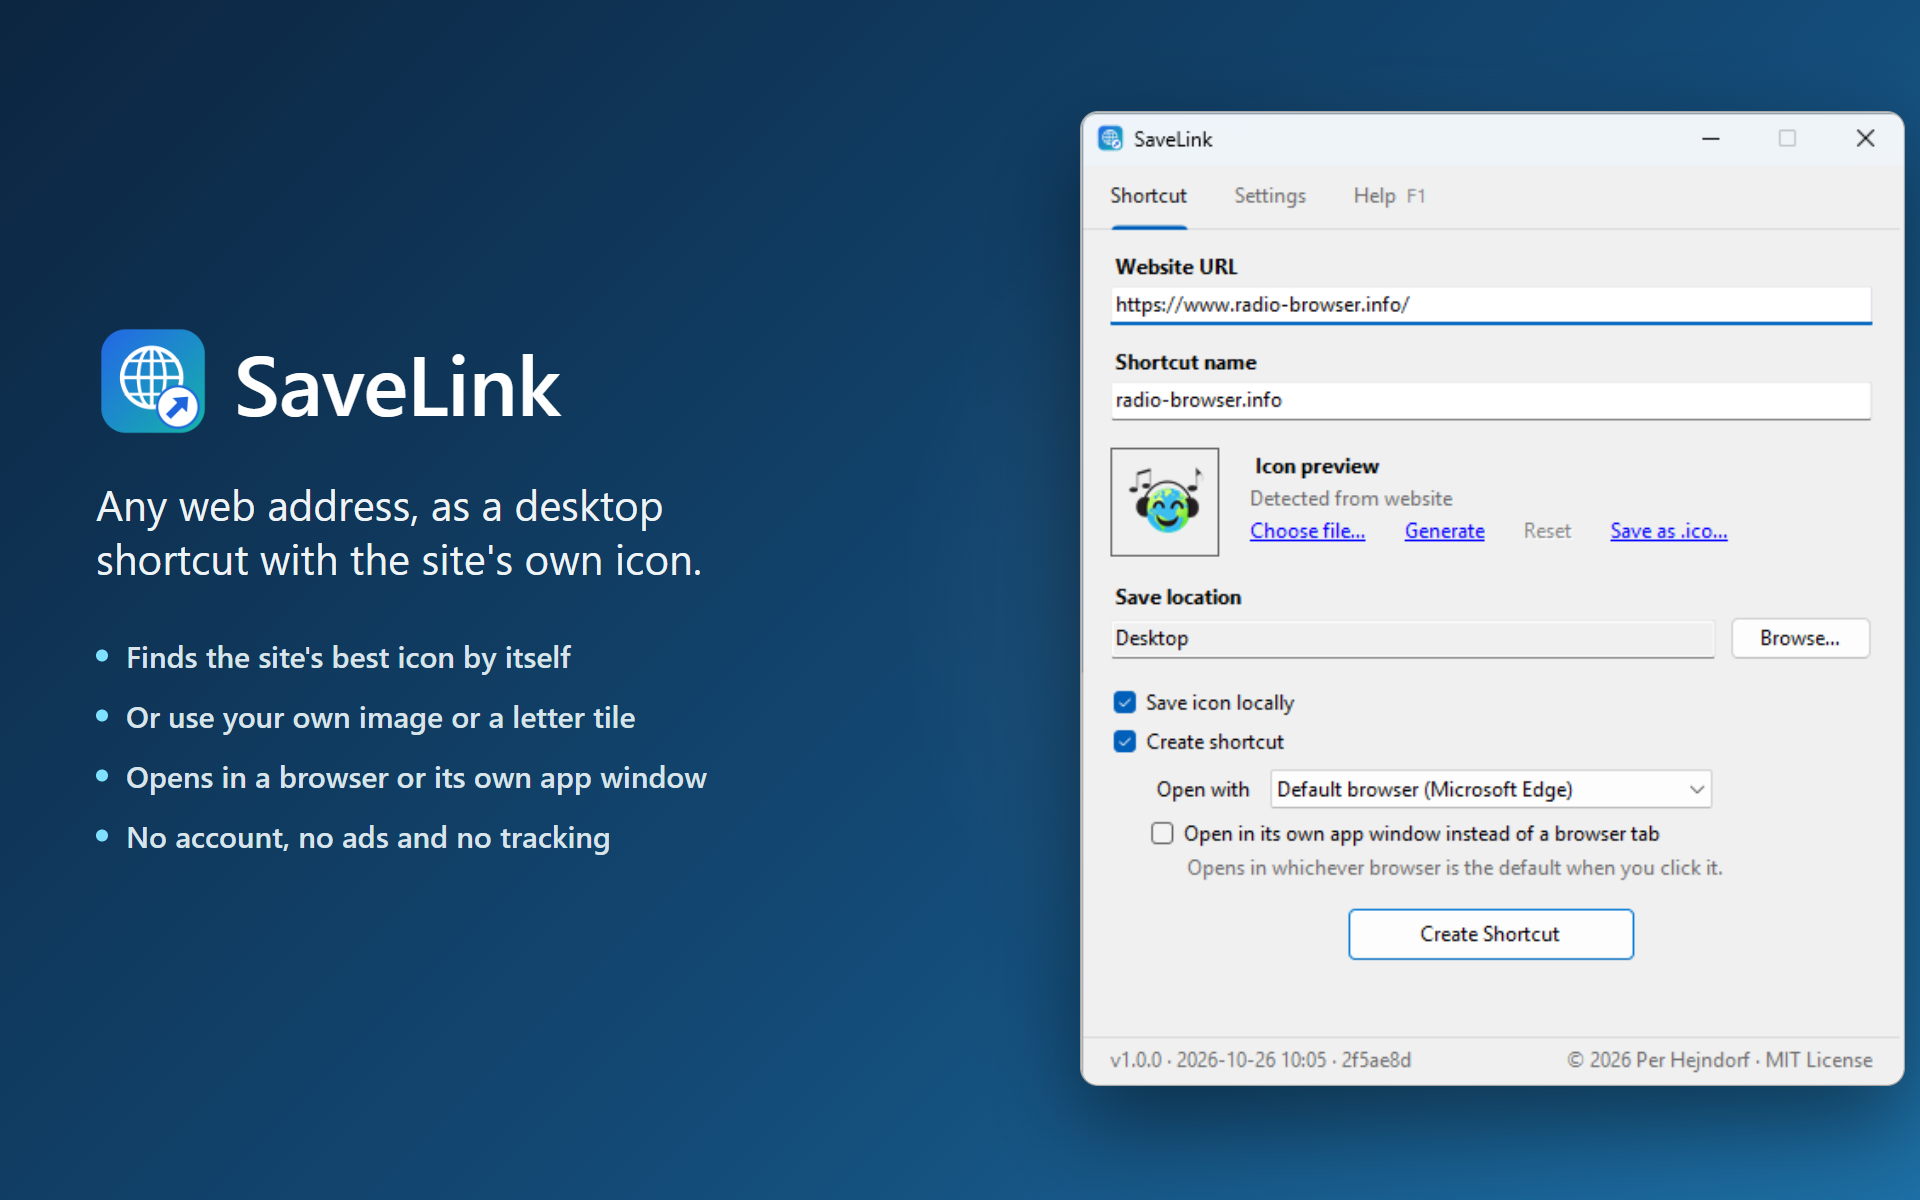 SaveLink
Any web address, as a desktop
shortcut with the site's own icon.
Finds the site's best icon by itself
Or use your own image or a letter tile
Opens in a browser or its own app window
No account, no ads and no tracking
SaveLink
Shortcut Settings Help F1
Website URL
https://www.radio-browser.info/
Shortcut name
radio-browser.info
Icon preview
Detected from website
Choose file... Generate Reset Save as .ico...
Save location
Desktop Browse...
Save icon locally
Create shortcut
Open with Default browser (Microsoft Edge)
Open in its own app window instead of a browser tab
Opens in whichever browser is the default when you click it.
Create Shortcut
v1.0.0 · 2026-10-26 10:05 · 2f5ae8d © 2026 Per Hejndorf · MIT License